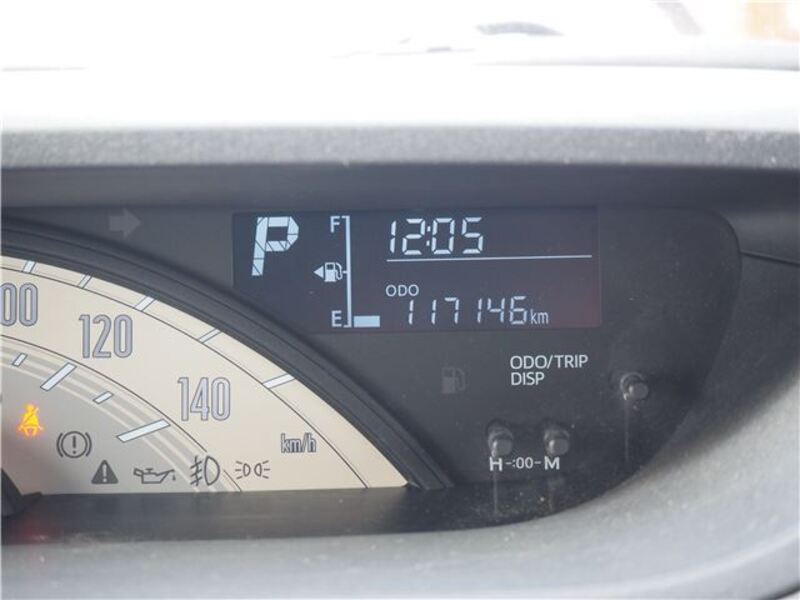 P
F
12:05
ODO
E
117146km
120
140
km/h
ODO/TRIP
DISP
H-:00-M